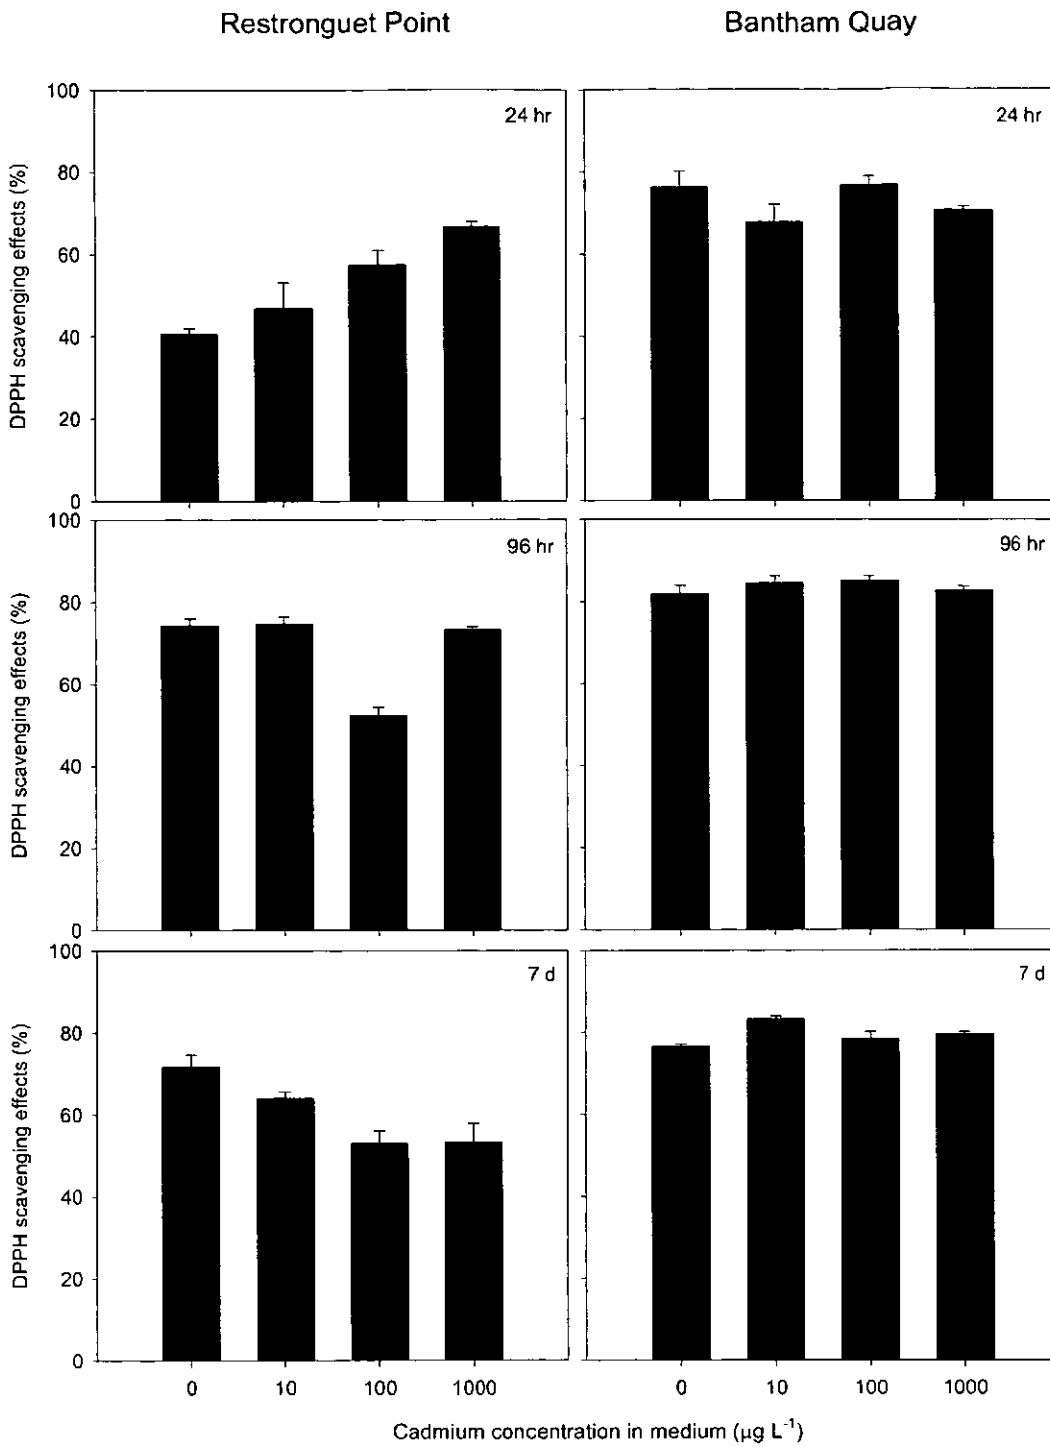 Restronguet Point
Bantham Quay
DPPH scavenging effects (%)
100
80
60
40
20
0
24 hr
24 hr
DPPH scavenging effects (%)
100
80
60
40
20
0
96 hr
96 hr
DPPH scavenging effects (%)
100
80
60
40
20
0
7 d
7 d
0 10 100 1000
0 10 100 1000
Cadmium concentration in medium (µg L⁻¹)